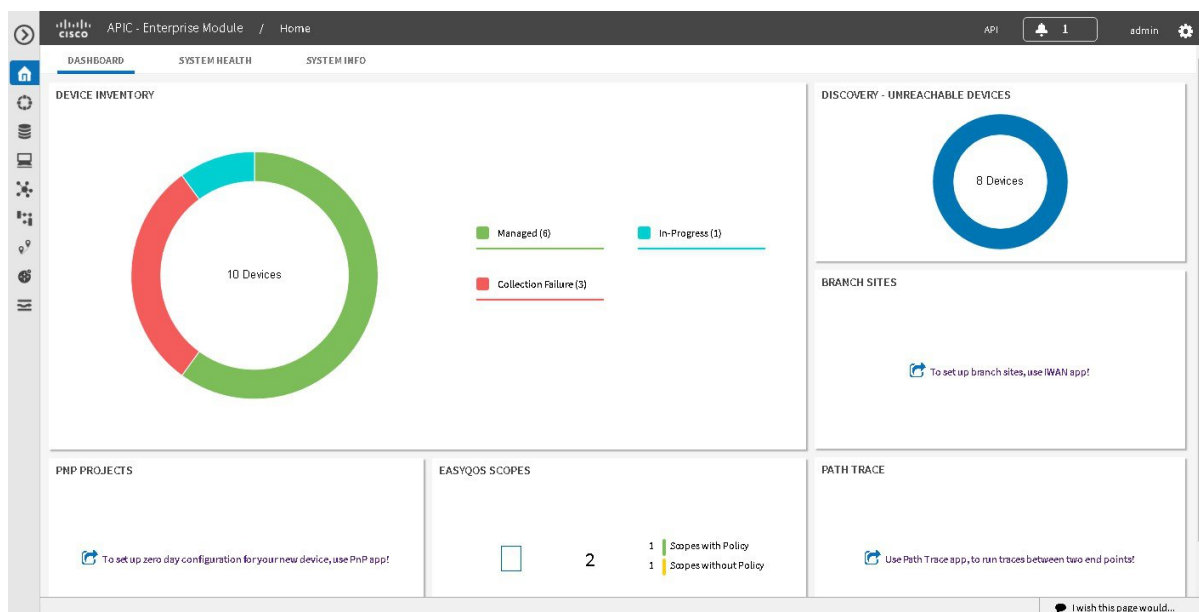 cisco
APIC - Enterprise Module / Home
API
1
admin
DASHBOARD
SYSTEM HEALTH
SYSTEM INFO
DEVICE INVENTORY
10 Devices
Managed (6)
In-Progress (1)
Collection Failure (3)
DISCOVERY - UNREACHABLE DEVICES
8 Devices
BRANCH SITES
To set up branch sites, use IWAN app!
PNP PROJECTS
To set up zero day configuration for your new device, use PnP app!
EASYQOS SCOPES
2
1 Scopes with Policy
1 Scopes without Policy
PATH TRACE
Use Path Trace app, to run traces between two end points!
I wish this page would...